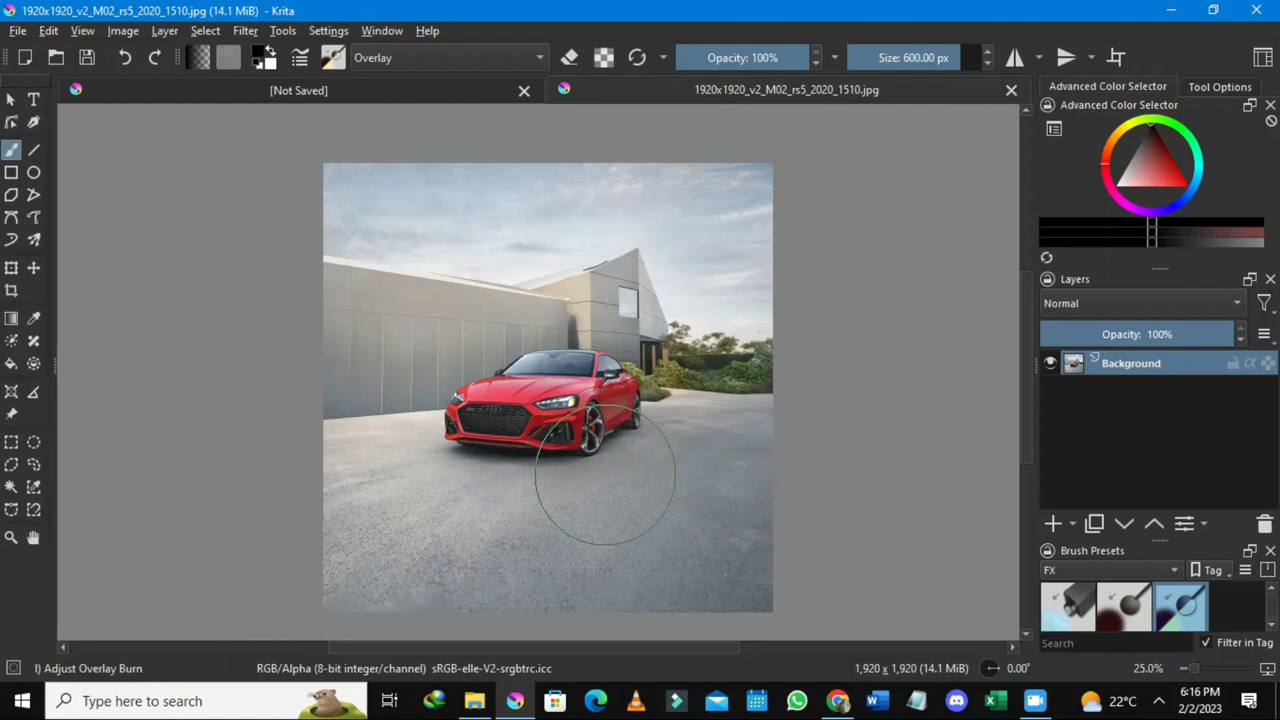 1920x1920_v2_M02_rs5_2020_1510.jpg (14.1 MiB) - Krita
File Edit View Image Layer Select Filter Tools Settings Window Help
Overlay Opacity: 100% Size: 600.00 px
[Not Saved] 1920x1920_v2_M02_rs5_2020_1510.jpg
Advanced Color Selector Tool Options
Advanced Color Selector
Layers
Normal
Opacity: 100%
Background
Brush Presets
FX Tag
Search Filter in Tag
I) Adjust Overlay Burn RGB/Alpha (8-bit integer/channel) sRGB-elle-V2-srgbtrc.icc 1,920 x 1,920 (14.1 MiB) 0.00° 25.0%
Type here to search 22°C 6:16 PM
2/2/2023